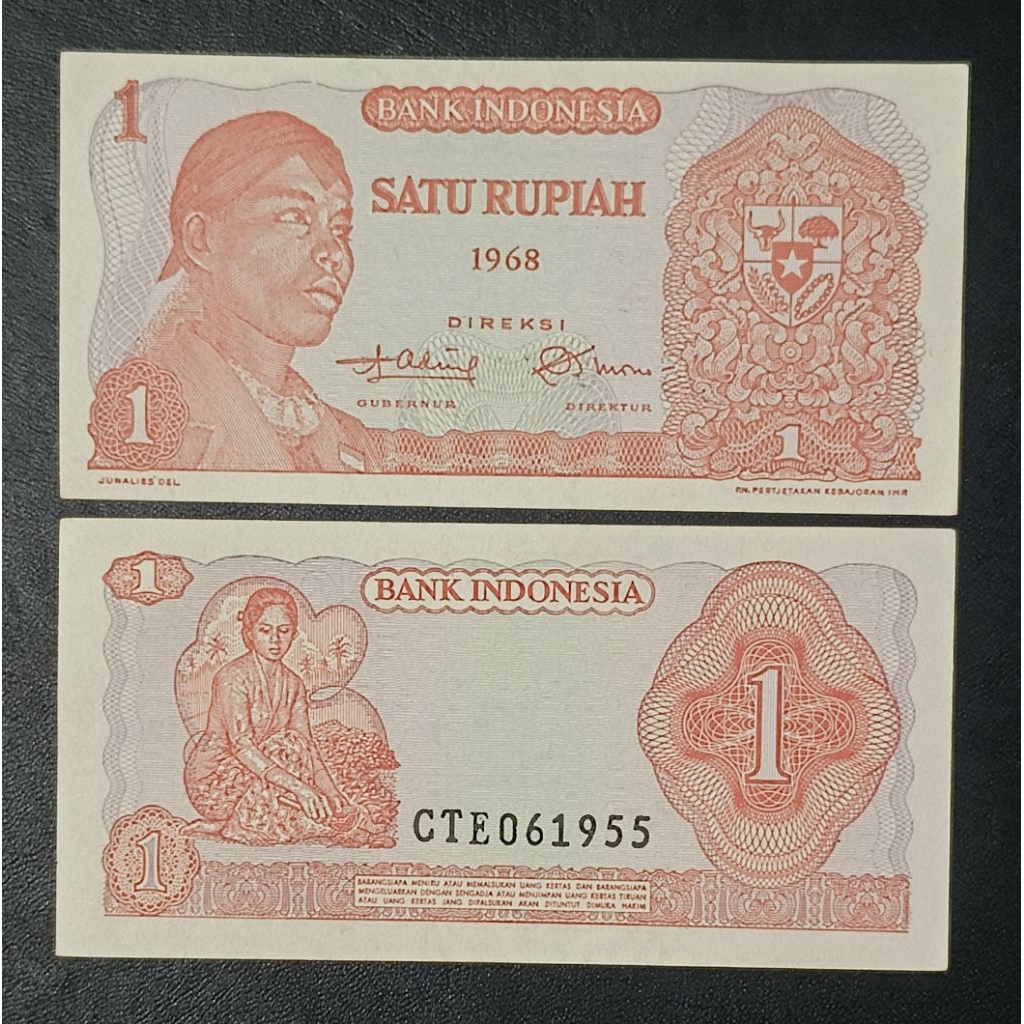 1
BANK INDONESIA
SATU RUPIAH
1968
DIREKSI
GUBERNUR DIREKTUR
1
1
JUNALIES DEL.
PN. PERTJETAKAN KEBAJORAN IMP.
1
BANK INDONESIA
1
CTE061955
1
BARANGSIAPA MENIRU ATAU MEMALSUKAN UANG KERTAS DAN BARANGSIAPA
MENGELUARKAN DENGAN SENGADJA ATAU MENJIMPAN UANG KERTAS TIRUAN
ATAU UANG KERTAS JANG DIPALSUKAN AKAN DITUNTUT DIMUKA HAKIM